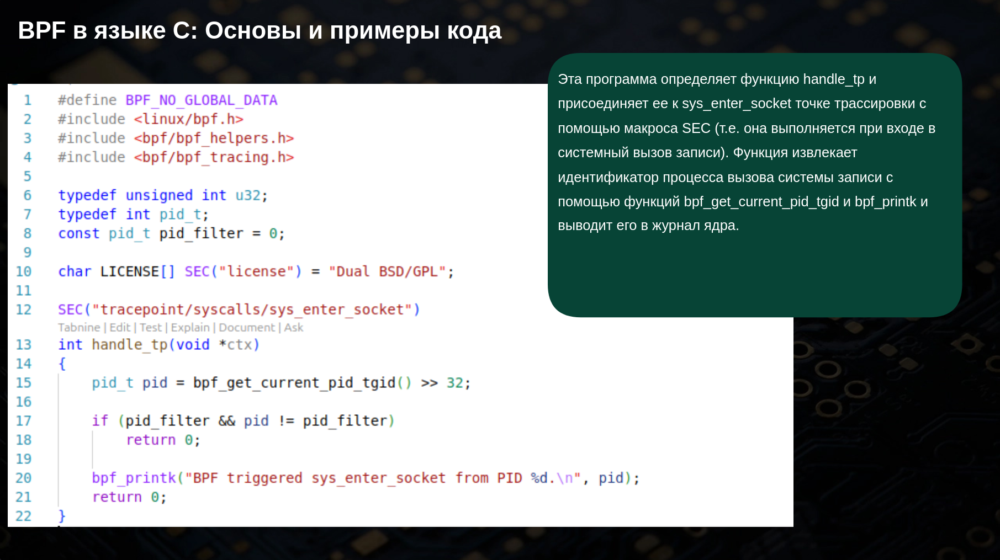 BPF в языке C: Основы и примеры кода
Эта программа определяет функцию handle_tp и
присоединяет ее к sys_enter_socket точке трассировки с
помощью макроса SEC (т.е. она выполняется при входе в
системный вызов записи). Функция извлекает
идентификатор процесса вызова системы записи с
помощью функций bpf_get_current_pid_tgid и bpf_printk и
выводит его в журнал ядра.
1 #define BPF_NO_GLOBAL_DATA
2 #include <linux/bpf.h>
3 #include <bpf/bpf_helpers.h>
4 #include <bpf/bpf_tracing.h>
5
6 typedef unsigned int u32;
7 typedef int pid_t;
8 const pid_t pid_filter = 0;
9
10 char LICENSE[] SEC("license") = "Dual BSD/GPL";
11
12 SEC("tracepoint/syscalls/sys_enter_socket")
Tabnine | Edit | Test | Explain | Document | Ask
13 int handle_tp(void *ctx)
14 {
15     pid_t pid = bpf_get_current_pid_tgid() >> 32;
16
17     if (pid_filter && pid != pid_filter)
18         return 0;
19
20     bpf_printk("BPF triggered sys_enter_socket from PID %d.\n", pid);
21     return 0;
22 }